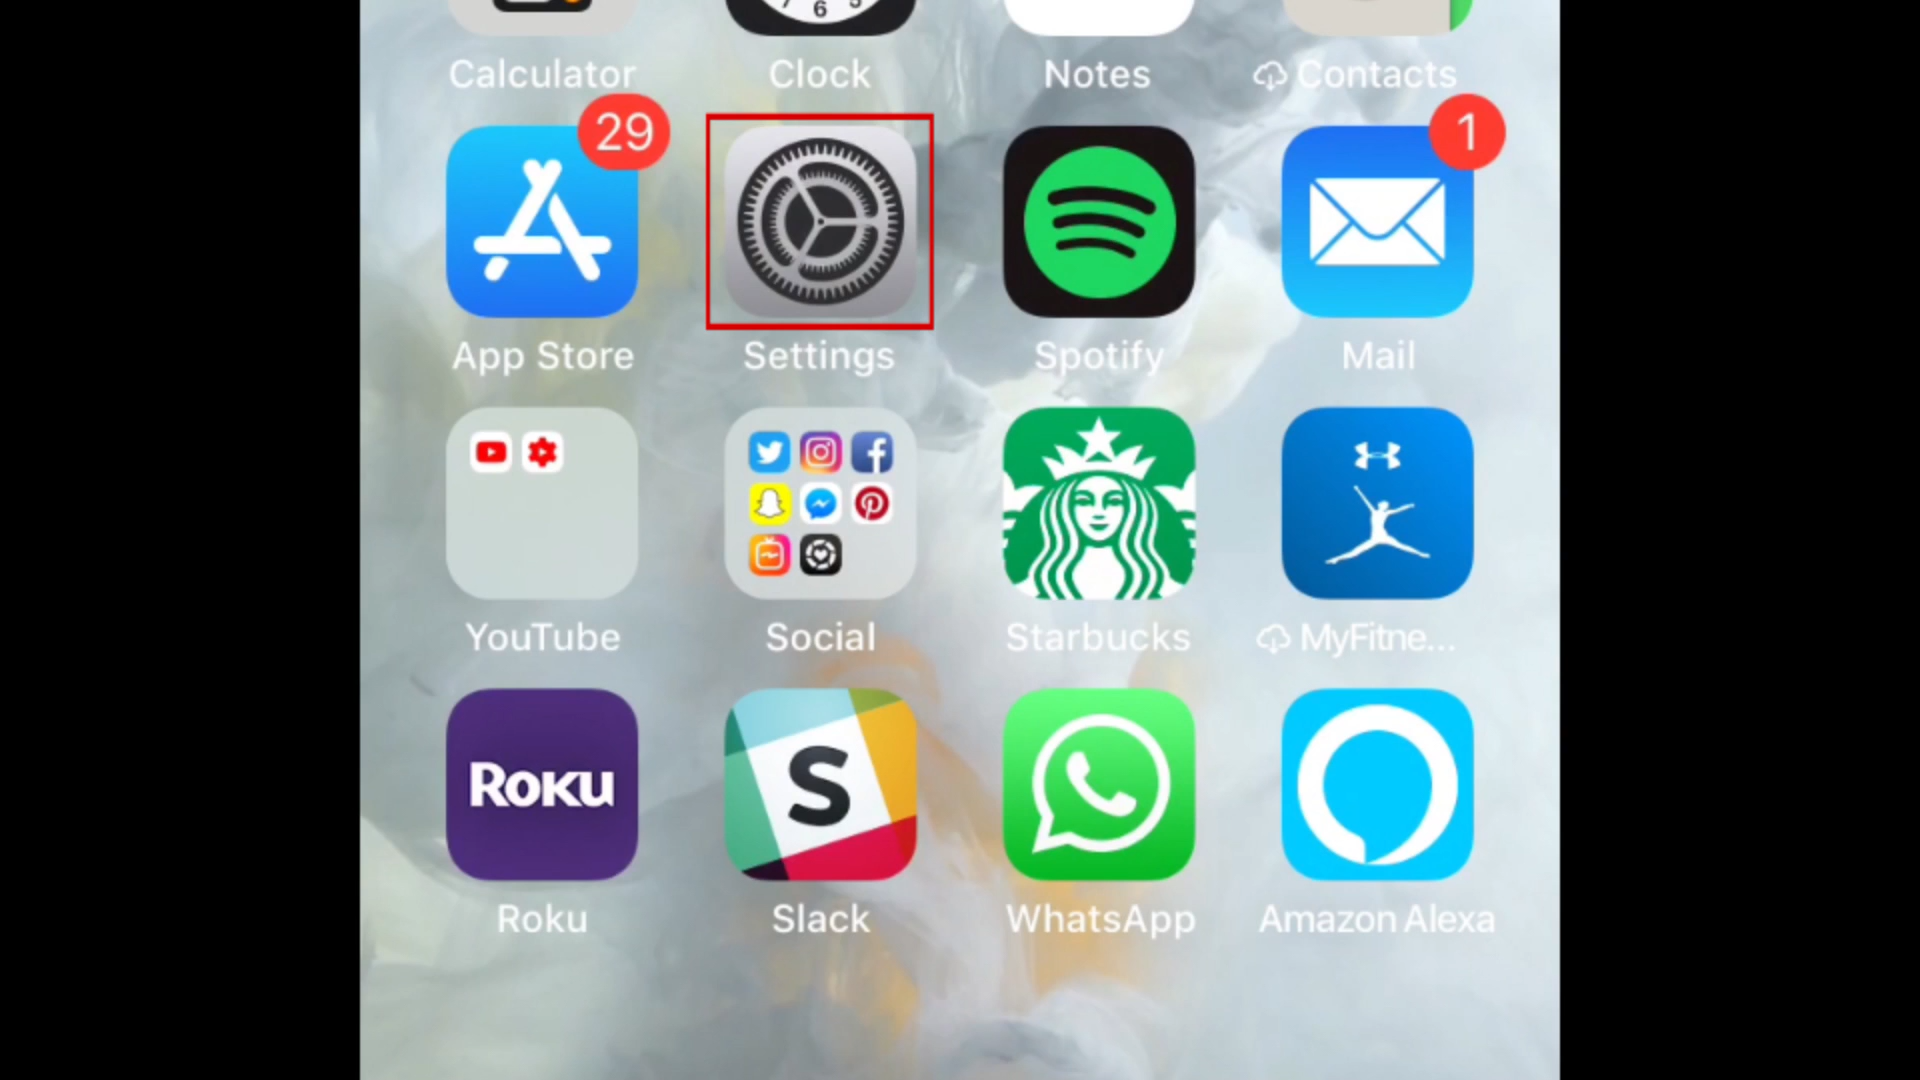 6
Calculator
Clock
Notes
Contacts
29
1
App Store
Settings
Spotify
Mail
YouTube
Social
Starbucks
MyFitne...
ROKU
S
Roku
Slack
WhatsApp
Amazon Alexa